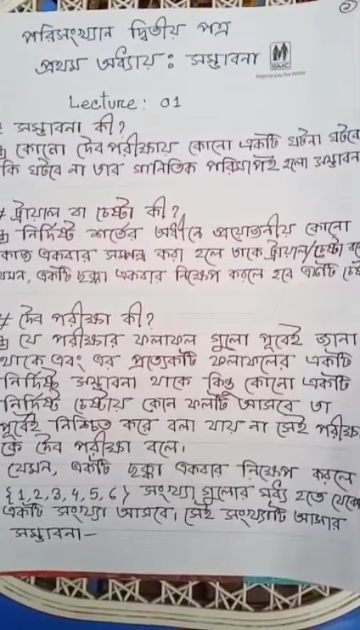 পরিসংখ্যান দ্বিতীয় পত্র
প্রথম অধ্যায় : সম্ভাবনা
SMC
Lecture : 01
# সম্ভাবনা কী?
কোনো দৈব পরীক্ষায় কোনো একটি ঘটনা ঘটবে
কি ঘটবে না তার গানিতিক পরিমাপই হলো সম্ভাবনা
# ট্রায়াল বা চেষ্টা কী?
নির্দিষ্ট শর্তের অধীনে প্রয়োজনীয় কোনো
কাজ একবার সম্পন্ন করা হলে তাকে ট্রায়াল/চেষ্টা
যেমন, একটি ছক্কা একবার নিক্ষেপ করলে হবে একটি
# দৈব পরীক্ষা কী?
যে পরীক্ষার ফলাফল গুলো পূর্বেই জানা
থাকে এবং এর প্রত্যেকটি ফলাফলের একটি
নির্দিষ্ট সম্ভাবনা থাকে কিন্তু কোনো একটি
নির্দিষ্ট চেষ্টায় কোন ফলটি আসবে তা
পূর্বেই নিশ্চিত করে বলা যায় না সেই পরীক্ষা
কে দৈব পরীক্ষা বলে।
যেমন, একটি ছক্কা একবার নিক্ষেপ করলে
{1,2,3,4,5,6} সংখ্যা গুলোর মধ্য হতে যেকো
একটি সংখ্যা আসবে। সেই সংখ্যাটি আসার
সম্ভাবনা—